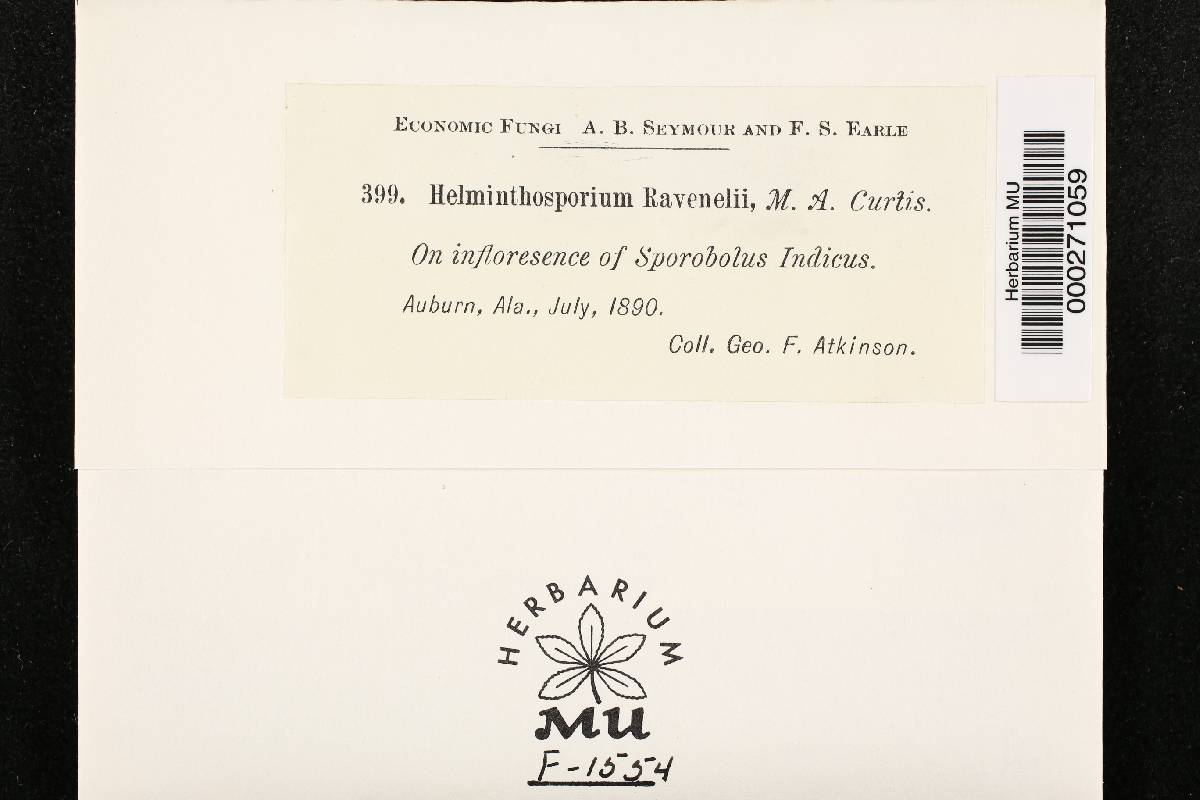 Economic Fungi A. B. Seymour and F. S. Earle
399. Helminthosporium Ravenelii, M. A. Curtis.
On infloresence of Sporobolus Indicus.
Auburn, Ala., July, 1890.
Coll. Geo. F. Atkinson.
Herbarium MU
000271059
HERBARIUM
MU
F-1554